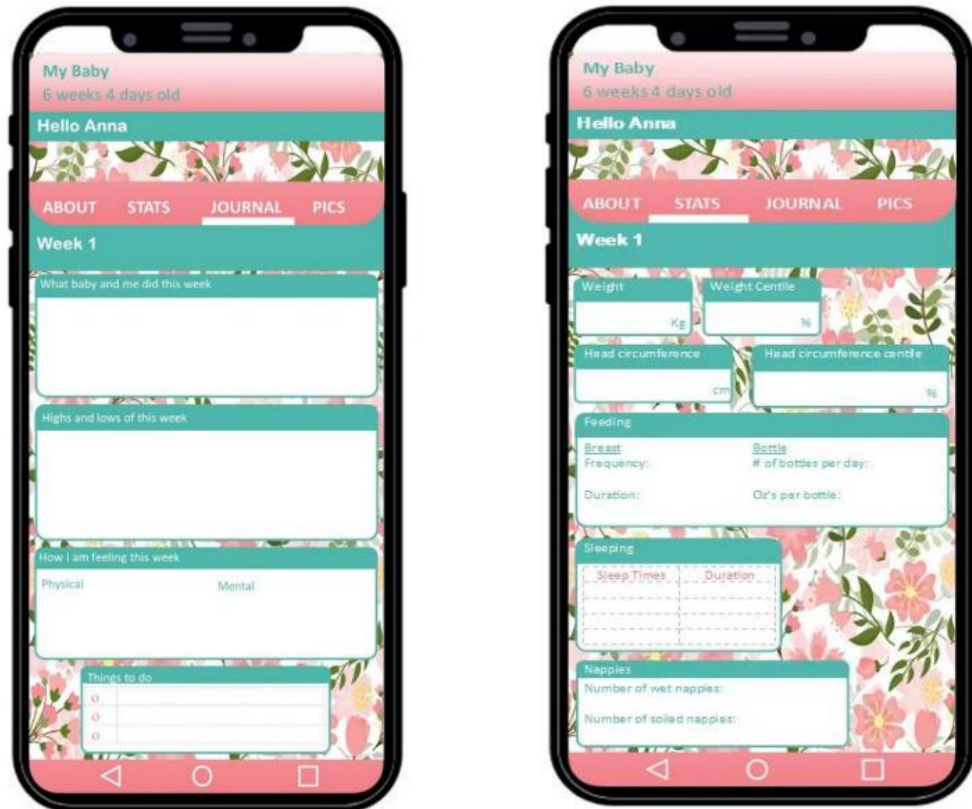 My Baby
6 weeks 4 days old
Hello Anna
ABOUT STATS JOURNAL PICS
Week 1
What baby and me did this week
Highs and lows of this week
How I am feeling this week
Physical Mental
Things to do
o
o
o
My Baby
6 weeks 4 days old
Hello Anna
ABOUT STATS JOURNAL PICS
Week 1
Weight Weight Centile
Kg %
Head circumference Head circumference centile
cm %
Feeding
Breast Bottle
Frequency: # of bottles per day:
Duration: Oz's per bottle:
Sleeping
Sleep Times Duration
Nappies
Number of wet nappies:
Number of soiled nappies: